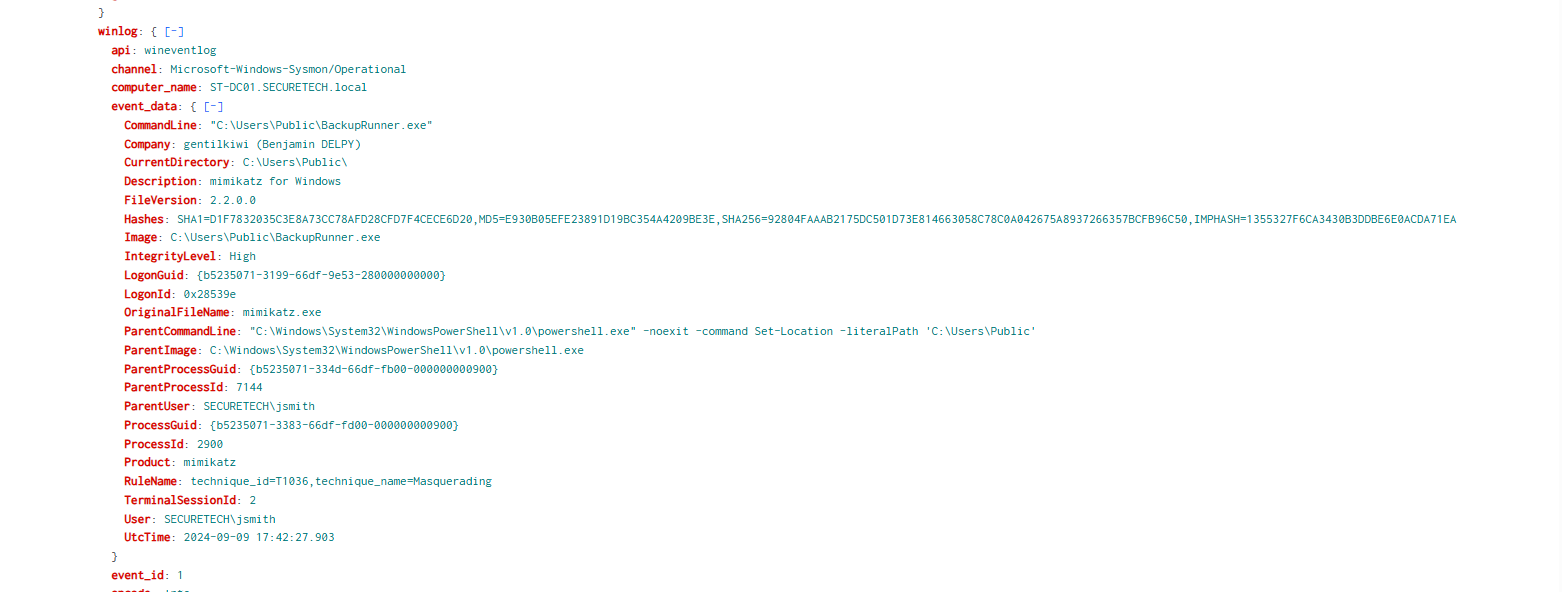 }
winlog: { [-]
api: wineventlog
channel: Microsoft-Windows-Sysmon/Operational
computer_name: ST-DC01.SECURETECH.local
event_data: { [-]
CommandLine: "C:\Users\Public\BackupRunner.exe"
Company: gentilkiwi (Benjamin DELPY)
CurrentDirectory: C:\Users\Public\
Description: mimikatz for Windows
FileVersion: 2.2.0.0
Hashes: SHA1=D1F7832035C3E8A73CC78AFD28CFD7F4CECE6D20,MD5=E930B05EFE23891D19BC354A4209BE3E,SHA256=92804FAAAB2175DC501D73E814663058C78C0A042675A8937266357BCFB96C50,IMPHASH=1355327F6CA3430B3DDBE6E0ACDA71EA
Image: C:\Users\Public\BackupRunner.exe
IntegrityLevel: High
LogonGuid: {b5235071-3199-66df-9e53-280000000000}
LogonId: 0x28539e
OriginalFileName: mimikatz.exe
ParentCommandLine: "C:\Windows\System32\WindowsPowerShell\v1.0\powershell.exe" -noexit -command Set-Location -literalPath 'C:\Users\Public'
ParentImage: C:\Windows\System32\WindowsPowerShell\v1.0\powershell.exe
ParentProcessGuid: {b5235071-334d-66df-fb00-000000000900}
ParentProcessId: 7144
ParentUser: SECURETECH\jsmith
ProcessGuid: {b5235071-3383-66df-fd00-000000000900}
ProcessId: 2900
Product: mimikatz
RuleName: technique_id=T1036,technique_name=Masquerading
TerminalSessionId: 2
User: SECURETECH\jsmith
UtcTime: 2024-09-09 17:42:27.903
}
event_id: 1